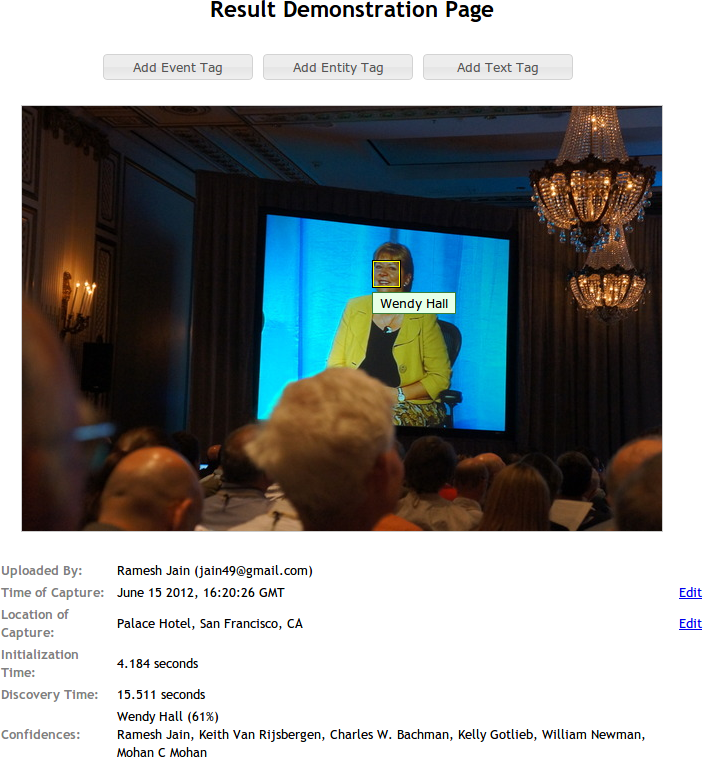 Result Demonstration Page
Add Event Tag
Add Entity Tag
Add Text Tag
Wendy Hall
Uploaded By: Ramesh Jain (jain49@gmail.com)
Time of Capture: June 15 2012, 16:20:26 GMT Edit
Location of
Capture: Palace Hotel, San Francisco, CA Edit
Initialization
Time: 4.184 seconds
Discovery Time: 15.511 seconds
Wendy Hall (61%)
Confidences: Ramesh Jain, Keith Van Rijsbergen, Charles W. Bachman, Kelly Gotlieb, William Newman,
Mohan C Mohan